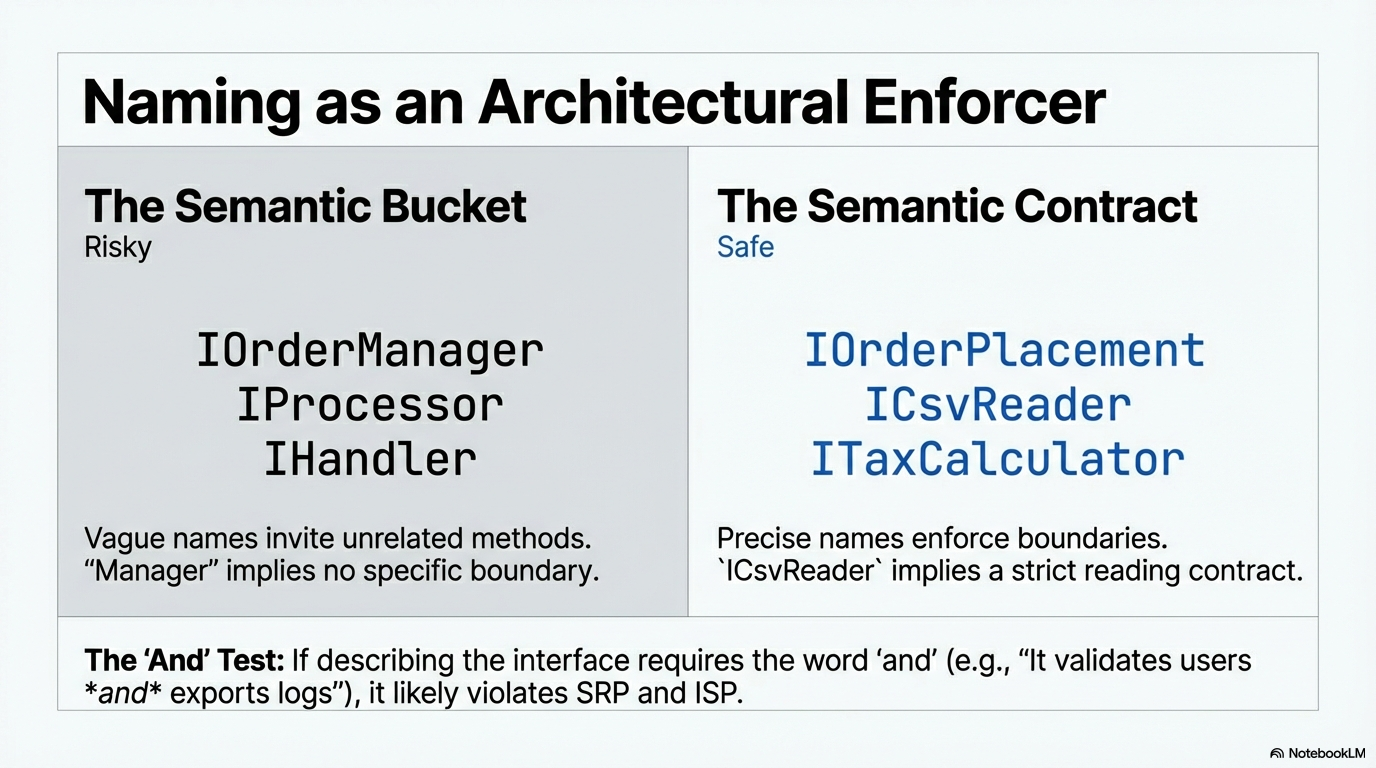 Naming as an Architectural Enforcer
The Semantic Bucket
Risky
IOrderManager
IProcessor
IHandler
Vague names invite unrelated methods.
“Manager” implies no specific boundary.
The Semantic Contract
Safe
IOrderPlacement
ICsvReader
ITaxCalculator
Precise names enforce boundaries.
`ICsvReader` implies a strict reading contract.
The ‘And’ Test: If describing the interface requires the word ‘and’ (e.g., “It validates users
*and* exports logs”), it likely violates SRP and ISP.
NotebookLM